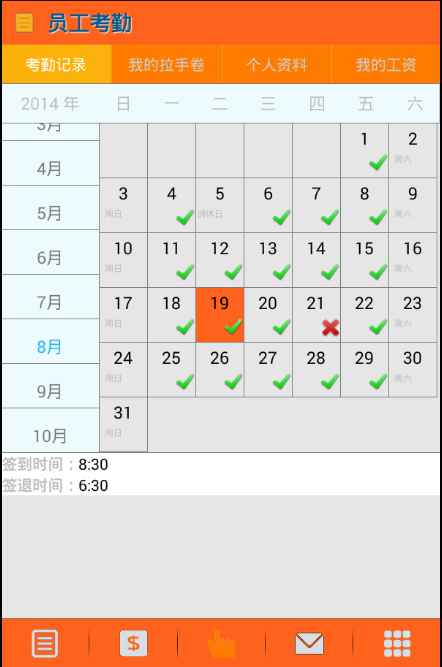 员工考勤
考勤记录 我的拉手卷 个人资料 我的工资
2014 年 日 一 二 三 四 五 六
3月
1 2
周六
4月
3 4 5 6 7 8 9
周日 调休日 周六
5月
10 11 12 13 14 15 16
周日 周六
6月
17 18 19 20 21 22 23
周日 周六
7月
24 25 26 27 28 29 30
周日 周六
8月
31
周日
9月
10月
签到时间：8:30
签退时间：6:30
$